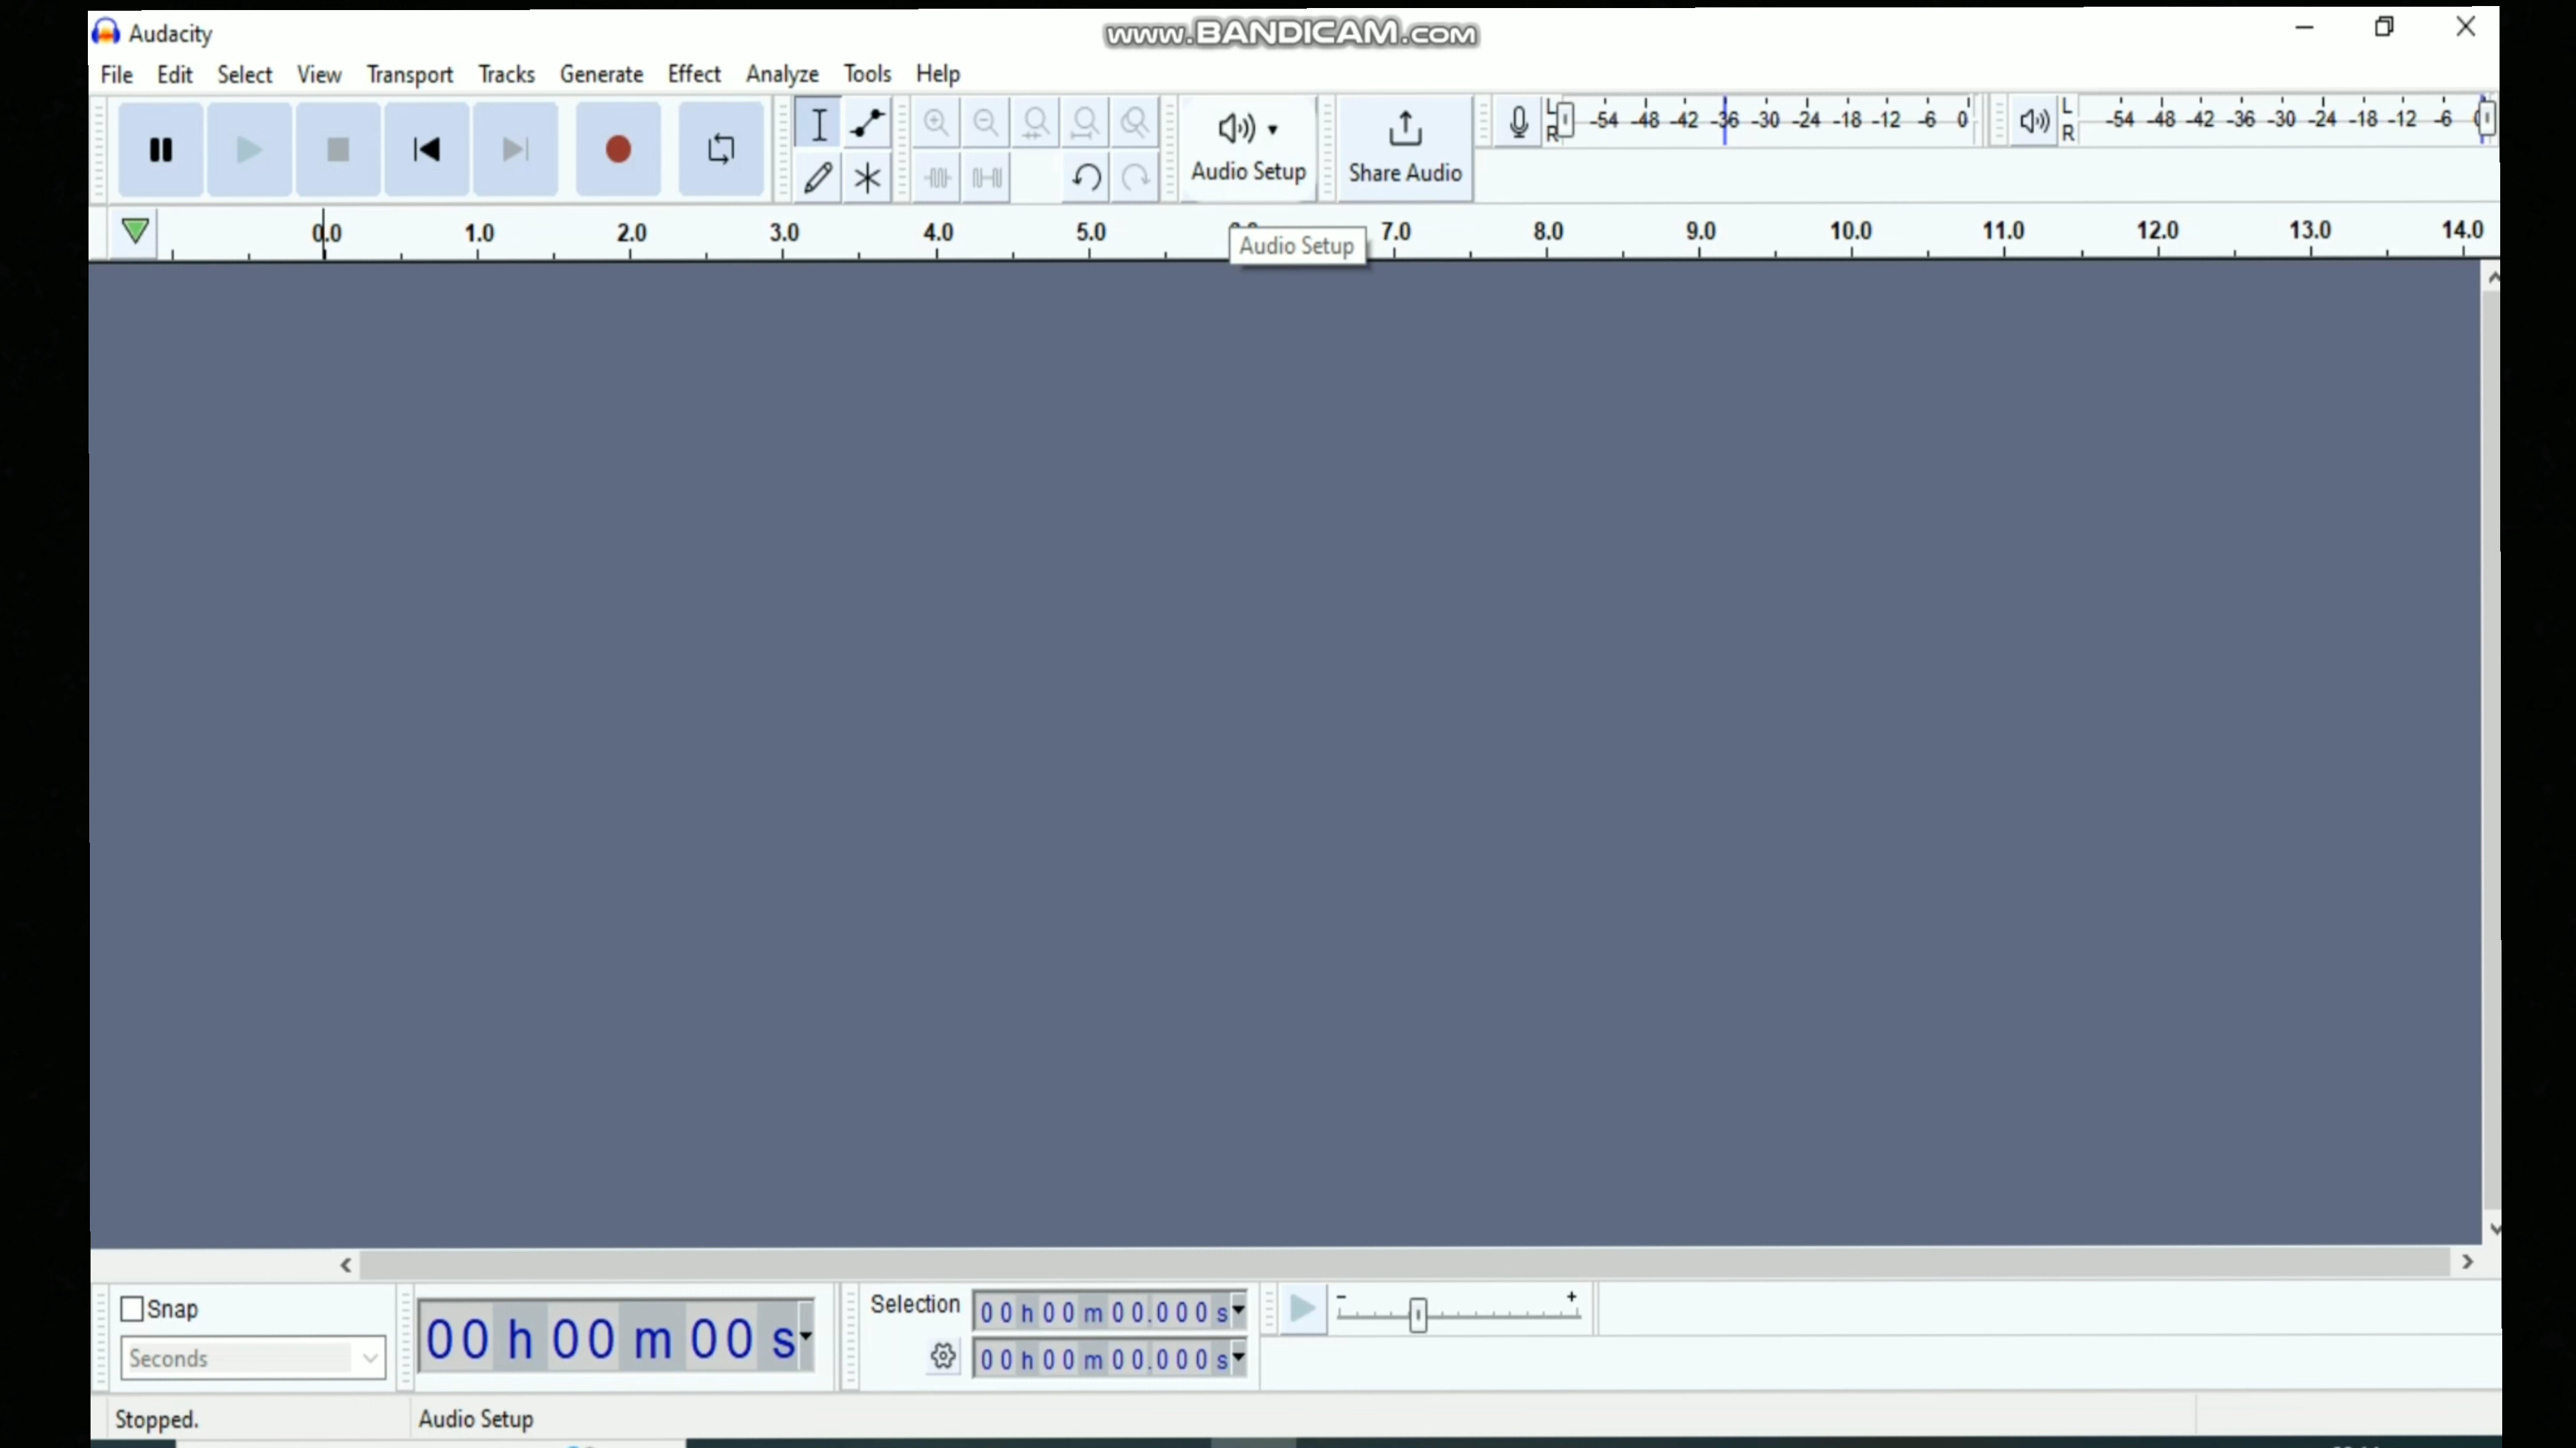 Audacity
www.BANDICAM.com
File Edit Select View Transport Tracks Generate Effect Analyze Tools Help
L
R
-54 -48 -42 -36 -30 -24 -18 -12 -6 0
L
R
-54 -48 -42 -36 -30 -24 -18 -12 -6
Audio Setup
Share Audio
0.0 1.0 2.0 3.0 4.0 5.0 7.0 8.0 9.0 10.0 11.0 12.0 13.0 14.0
Audio Setup
Snap
Seconds
00 h 00 m 00 s
Selection
00 h 00 m 00.000 s
00 h 00 m 00.000 s
- +
Stopped.
Audio Setup